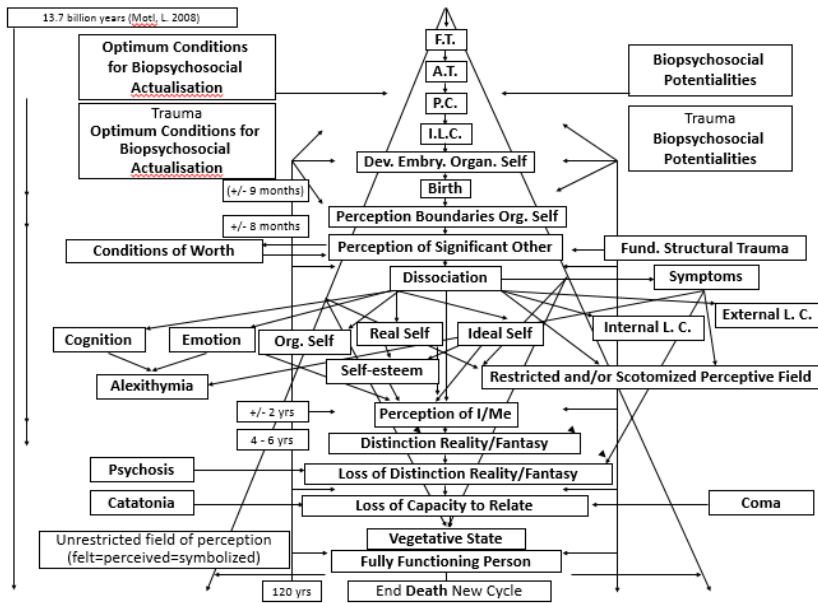 13.7 billion years (Motl, L. 2008)
F.T.
Optimum Conditions
for Biopsychosocial
Actualisation
A.T.
Biopsychosocial
Potentialities
P.C.
Trauma
Optimum Conditions for
Biopsychosocial
Actualisation
I.L.C.
Trauma
Biopsychosocial
Potentialities
Dev. Embry. Organ. Self
(+/- 9 months)
Birth
Perception Boundaries Org. Self
+/- 8 months
Conditions of Worth
Perception of Significant Other
Fund. Structural Trauma
Dissociation
Symptoms
External L. C.
Cognition
Emotion
Org. Self
Real Self
Ideal Self
Internal L. C.
Alexithymia
Self-esteem
Restricted and/or Scotomized Perceptive Field
+/- 2 yrs
Perception of I/Me
4 - 6 yrs
Distinction Reality/Fantasy
Psychosis
Loss of Distinction Reality/Fantasy
Catatonia
Loss of Capacity to Relate
Coma
Unrestricted field of perception
(felt=perceived=symbolized)
Vegetative State
Fully Functioning Person
120 yrs
End Death New Cycle